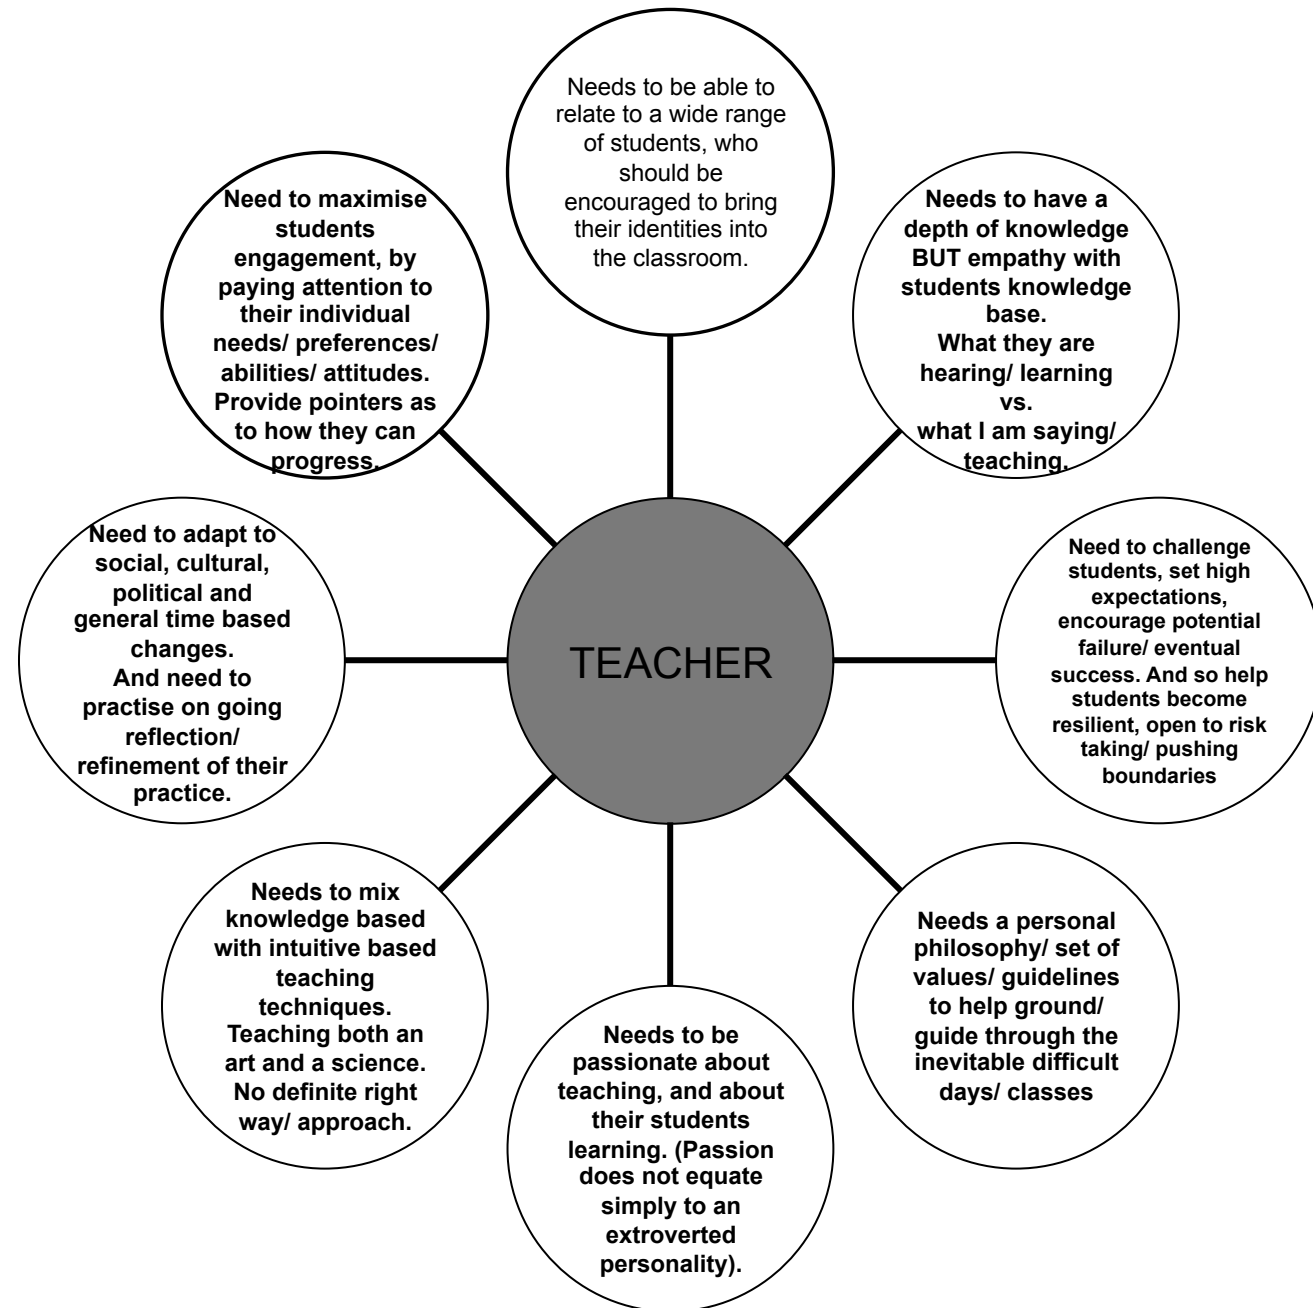 Needs to be able to
relate to a wide range
of students, who
should be
encouraged to bring
their identities into
the classroom.
Needs to have a
depth of knowledge
BUT empathy with
students knowledge
base.
What they are
hearing/ learning
vs.
what I am saying/
teaching.
Need to challenge
students, set high
expectations,
encourage potential
failure/ eventual
success. And so help
students become
resilient, open to risk
taking/ pushing
boundaries
Needs a personal
philosophy/ set of
values/ guidelines
to help ground/
guide through the
inevitable difficult
days/ classes
Needs to be
passionate about
teaching, and about
their students
learning. (Passion
does not equate
simply to an
extroverted
personality).
Needs to mix
knowledge based
with intuitive based
teaching
techniques.
Teaching both an
art and a science.
No definite right
way/ approach.
Need to adapt to
social, cultural,
political and
general time based
changes.
And need to
practise on going
reflection/
refinement of their
practice.
Need to maximise
students
engagement, by
paying attention to
their individual
needs/ preferences/
abilities/ attitudes.
Provide pointers as
to how they can
progress.
TEACHER